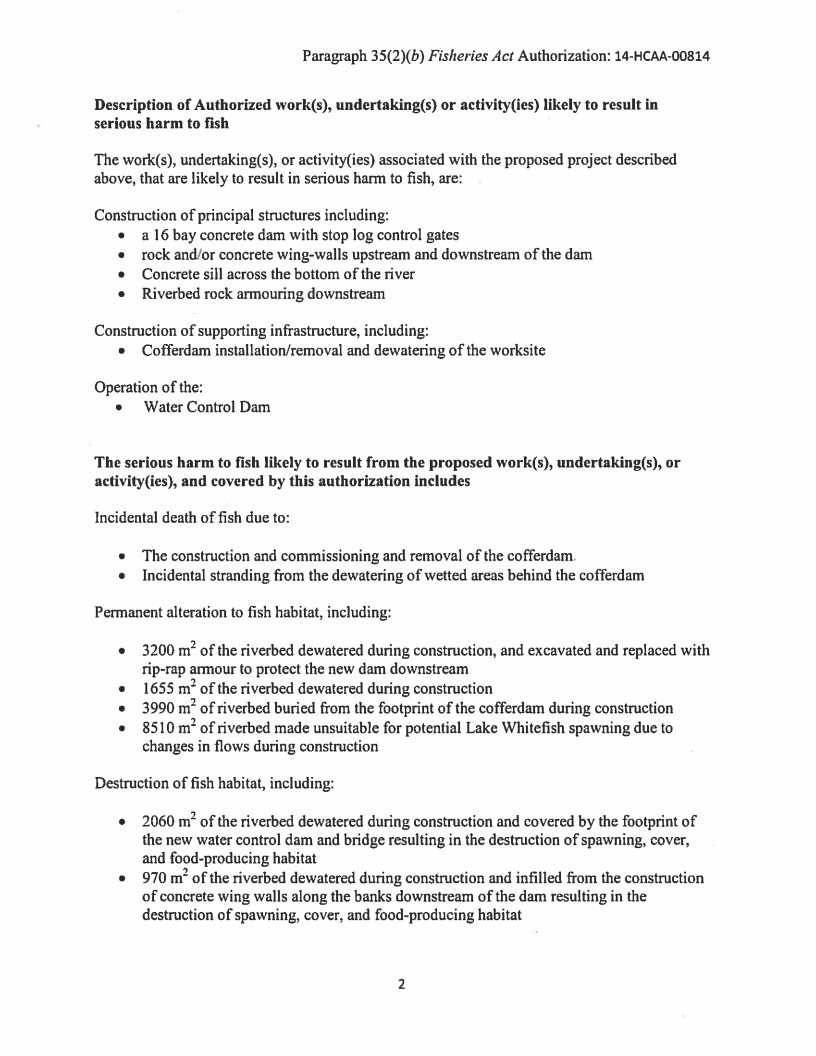 Paragraph 35(2)(b) Fisheries Act Authorization: 14-HCAA-00814
Description of Authorized work(s), undertaking(s) or activity(ies) likely to result in
serious harm to fish
The work(s), undertaking(s), or activity(ies) associated with the proposed project described
above, that are likely to result in serious harm to fish, are:
Construction of principal structures including:
• a 16 bay concrete dam with stop log control gates
• rock and/or concrete wing-walls upstream and downstream of the dam
• Concrete sill across the bottom of the river
• Riverbed rock armouring downstream
Construction of supporting infrastructure, including:
• Cofferdam installation/removal and dewatering of the worksite
Operation of the:
• Water Control Dam
The serious harm to fish likely to result from the proposed work(s), undertaking(s), or
activity(ies), and covered by this authorization includes
Incidental death of fish due to:
• The construction and commissioning and removal of the cofferdam.
• Incidental stranding from the dewatering of wetted areas behind the cofferdam
Permanent alteration to fish habitat, including:
• 3200 m² of the riverbed dewatered during construction, and excavated and replaced with
rip-rap armour to protect the new dam downstream
• 1655 m² of the riverbed dewatered during construction
• 3990 m² of riverbed buried from the footprint of the cofferdam during construction
• 8510 m² of riverbed made unsuitable for potential Lake Whitefish spawning due to
changes in flows during construction
Destruction of fish habitat, including:
• 2060 m² of the riverbed dewatered during construction and covered by the footprint of
the new water control dam and bridge resulting in the destruction of spawning, cover,
and food-producing habitat
• 970 m² of the riverbed dewatered during construction and infilled from the construction
of concrete wing walls along the banks downstream of the dam resulting in the
destruction of spawning, cover, and food-producing habitat
2